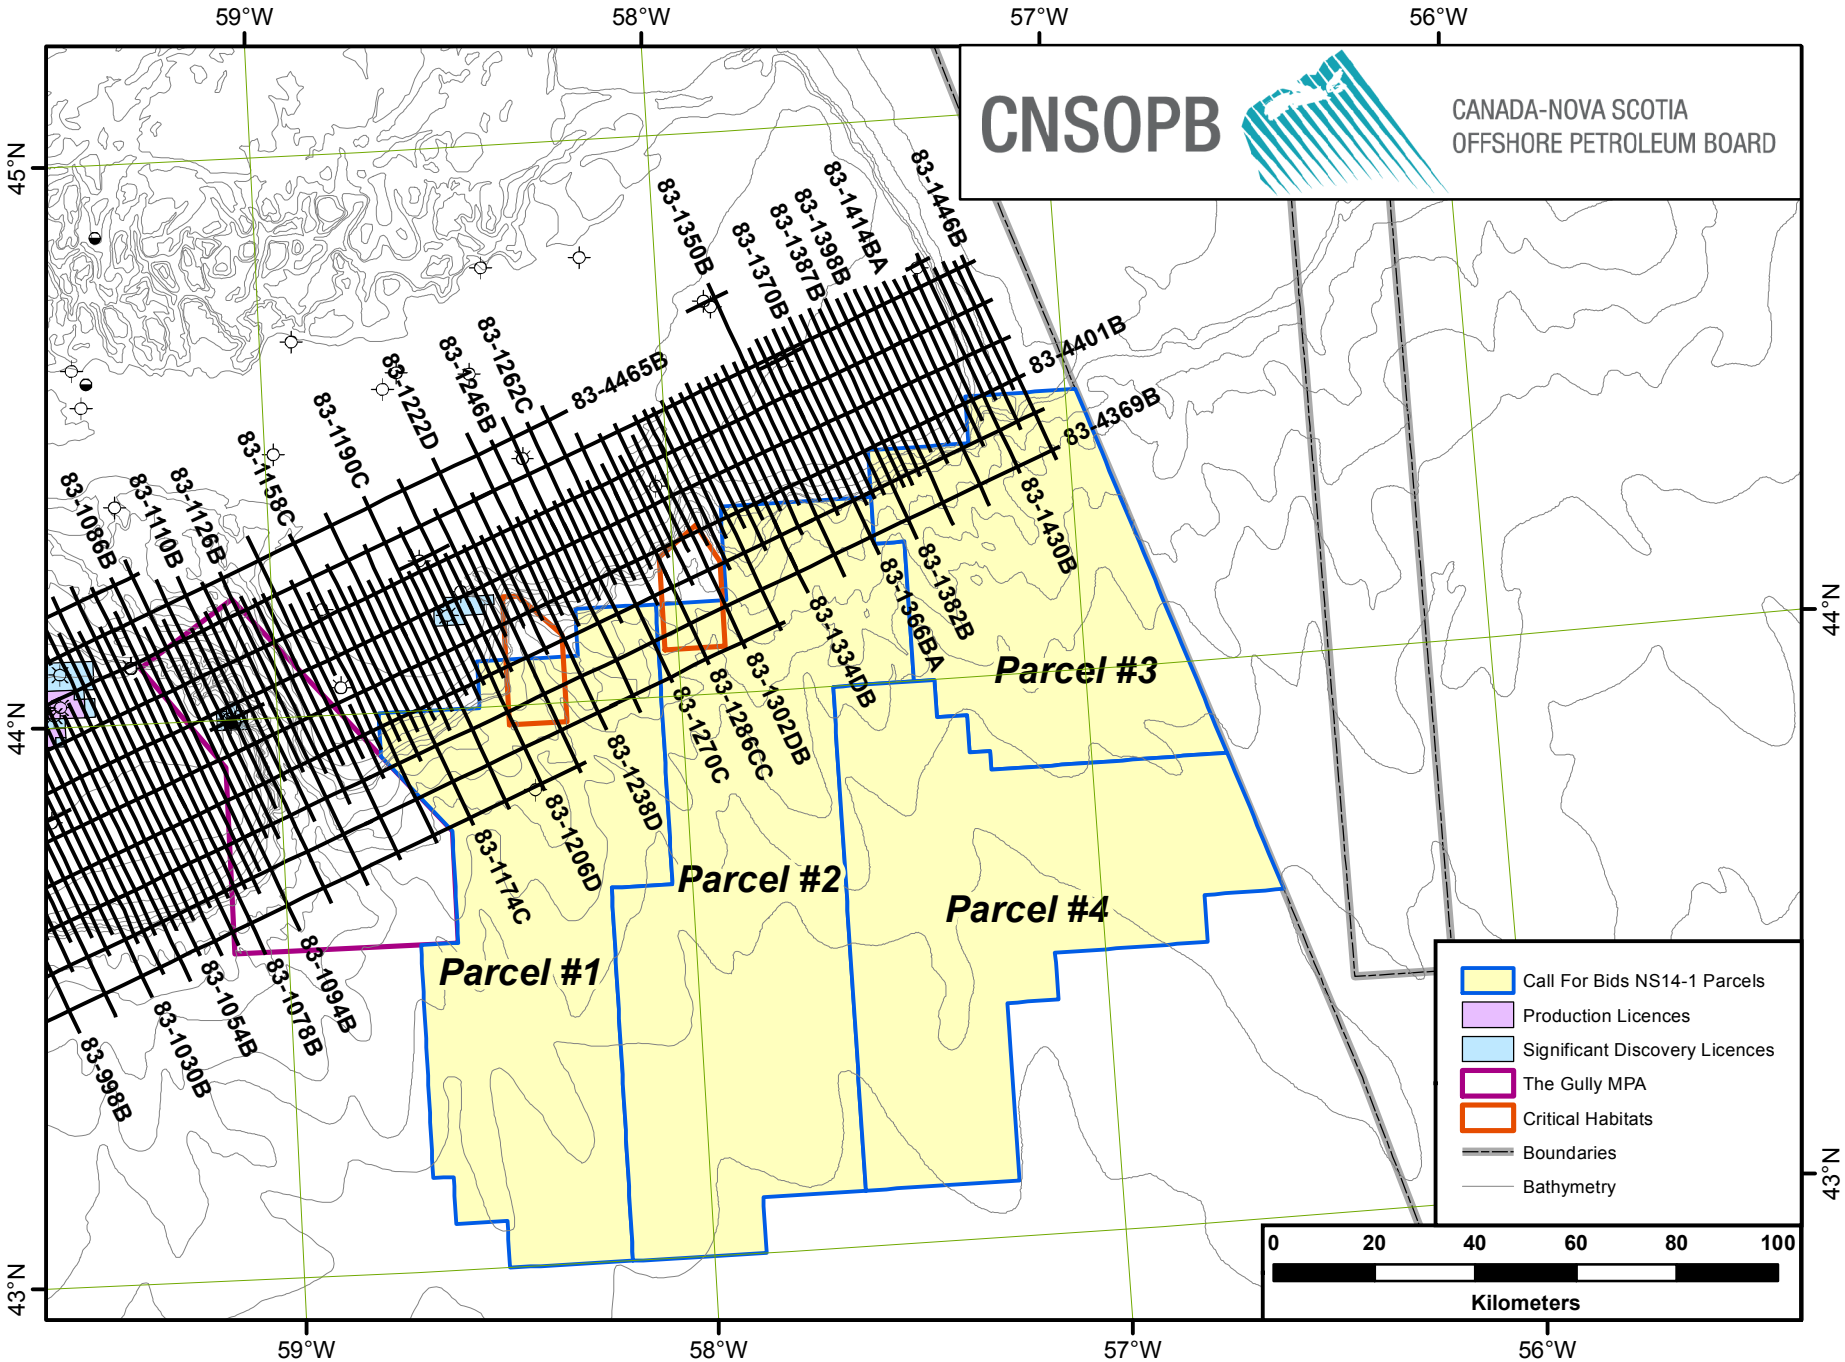 59°W
58°W
57°W
56°W
CNSOPB
CANADA-NOVA SCOTIA
OFFSHORE PETROLEUM BOARD
45°N
44°N
43°N
44°N
43°N
83-1350B
83-1370B
83-1387B
83-1398B
83-1414BA
83-1446B
83-4401B
83-4369B
83-4465B
83-1262C
83-1246B
83-1222D
83-1190C
83-1158C
83-1126B
83-1110B
83-1086B
83-1430B
83-1382B
83-1366BA
83-1334DB
83-1302DB
83-1286CC
83-1270C
83-1238D
83-1206D
83-1174C
83-1094B
83-1078B
83-1054B
83-1030B
83-998B
Parcel #3
Parcel #2
Parcel #4
Parcel #1
Call For Bids NS14-1 Parcels
Production Licences
Significant Discovery Licences
The Gully MPA
Critical Habitats
Boundaries
Bathymetry
0 20 40 60 80 100
Kilometers
59°W
58°W
57°W
56°W